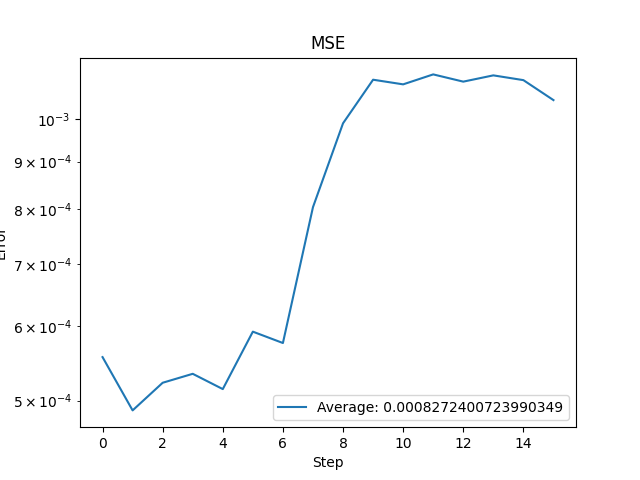 MSE
10⁻³
9 × 10⁻⁴
8 × 10⁻⁴
7 × 10⁻⁴
6 × 10⁻⁴
5 × 10⁻⁴
Error
Average: 0.0008272400723990349
0 2 4 6 8 10 12 14
Step